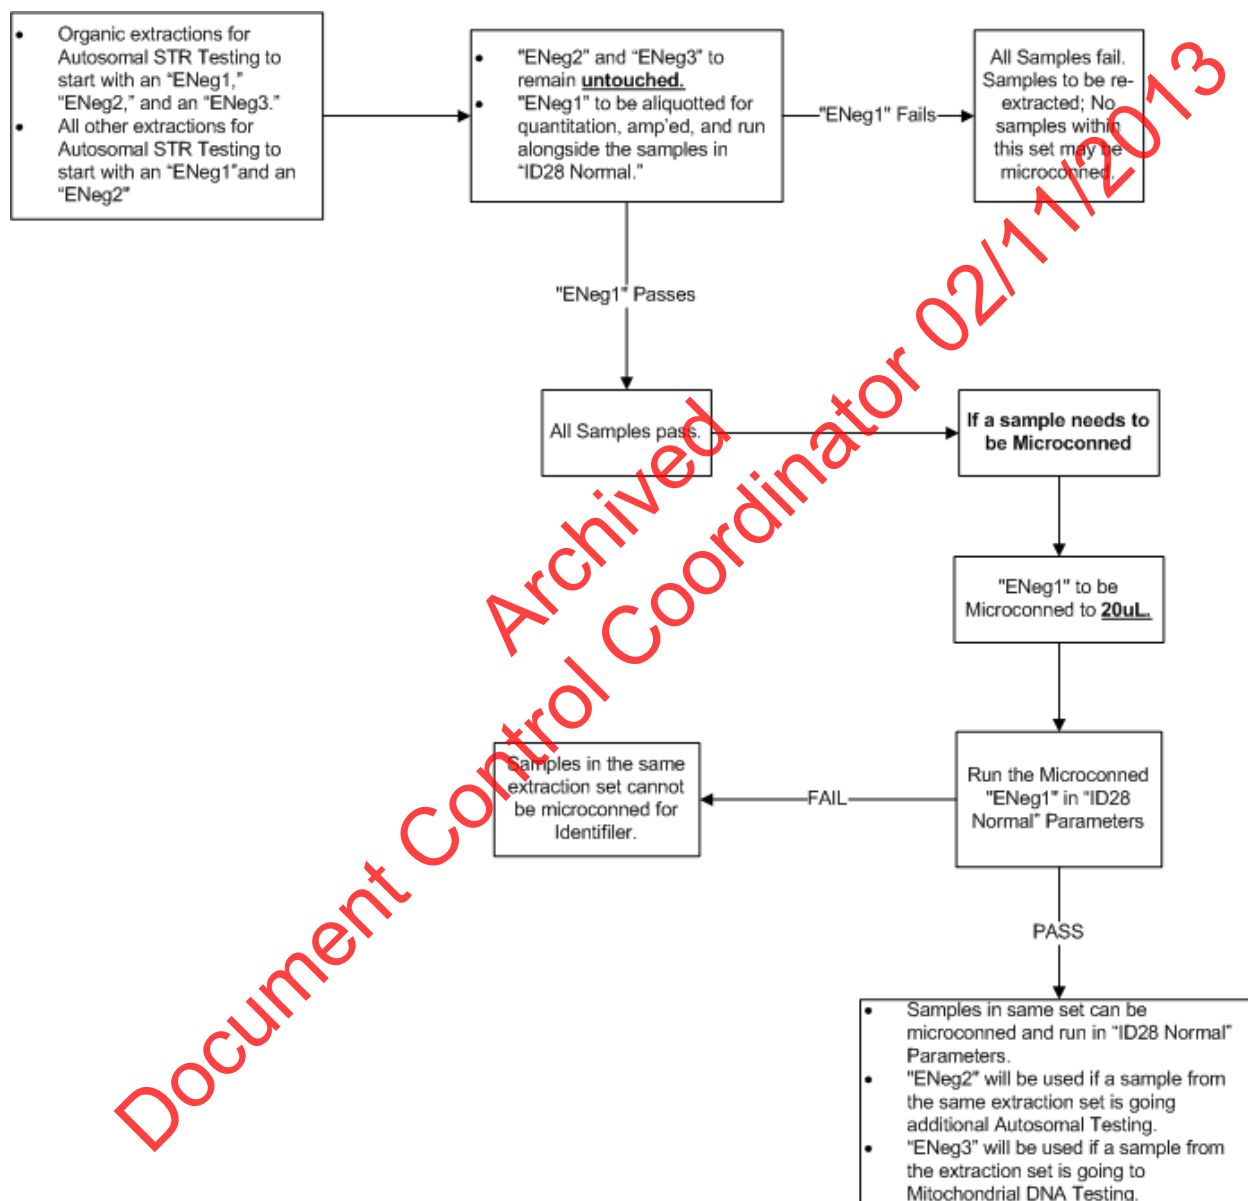 • Organic extractions for
Autosomal STR Testing to
start with an “ENeg1,”
“ENeg2,” and an “ENeg3.”
• All other extractions for
Autosomal STR Testing to
start with an “ENeg1”and an
“ENeg2”
• "ENeg2" and “ENeg3” to
remain untouched.
• "ENeg1" to be aliquotted for
quantitation, amp'ed, and run
alongside the samples in
“ID28 Normal.”
"ENeg1" Fails
All Samples fail.
Samples to be re-
extracted; No
samples within
this set may be
microconned.
"ENeg1" Passes
All Samples pass.
If a sample needs to
be Microconned
"ENeg1" to be
Microconned to 20uL.
Run the Microconned
"ENeg1" in “ID28
Normal” Parameters
FAIL
Samples in the same
extraction set cannot
be microconned for
Identifiler.
PASS
• Samples in same set can be
microconned and run in “ID28 Normal”
Parameters.
• "ENeg2" will be used if a sample from
the same extraction set is going
additional Autosomal Testing.
• "ENeg3" will be used if a sample from
the extraction set is going to
Mitochondrial DNA Testing.
Archived
Document Control Coordinator 02/11/2013